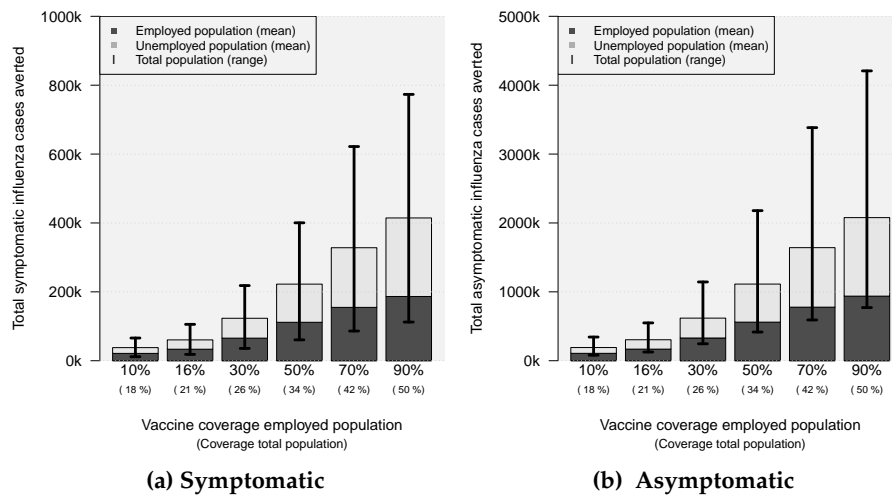 Total symptomatic influenza cases averted
1000k
800k
600k
400k
200k
0k
Employed population (mean)
Unemployed population (mean)
Total population (range)
10% 16% 30% 50% 70% 90%
( 18 %) ( 21 %) ( 26 %) ( 34 %) ( 42 %) ( 50 %)
Vaccine coverage employed population
(Coverage total population)
(a) Symptomatic
Total asymptomatic influenza cases averted
5000k
4000k
3000k
2000k
1000k
0k
Employed population (mean)
Unemployed population (mean)
Total population (range)
10% 16% 30% 50% 70% 90%
( 18 %) ( 21 %) ( 26 %) ( 34 %) ( 42 %) ( 50 %)
Vaccine coverage employed population
(Coverage total population)
(b) Asymptomatic